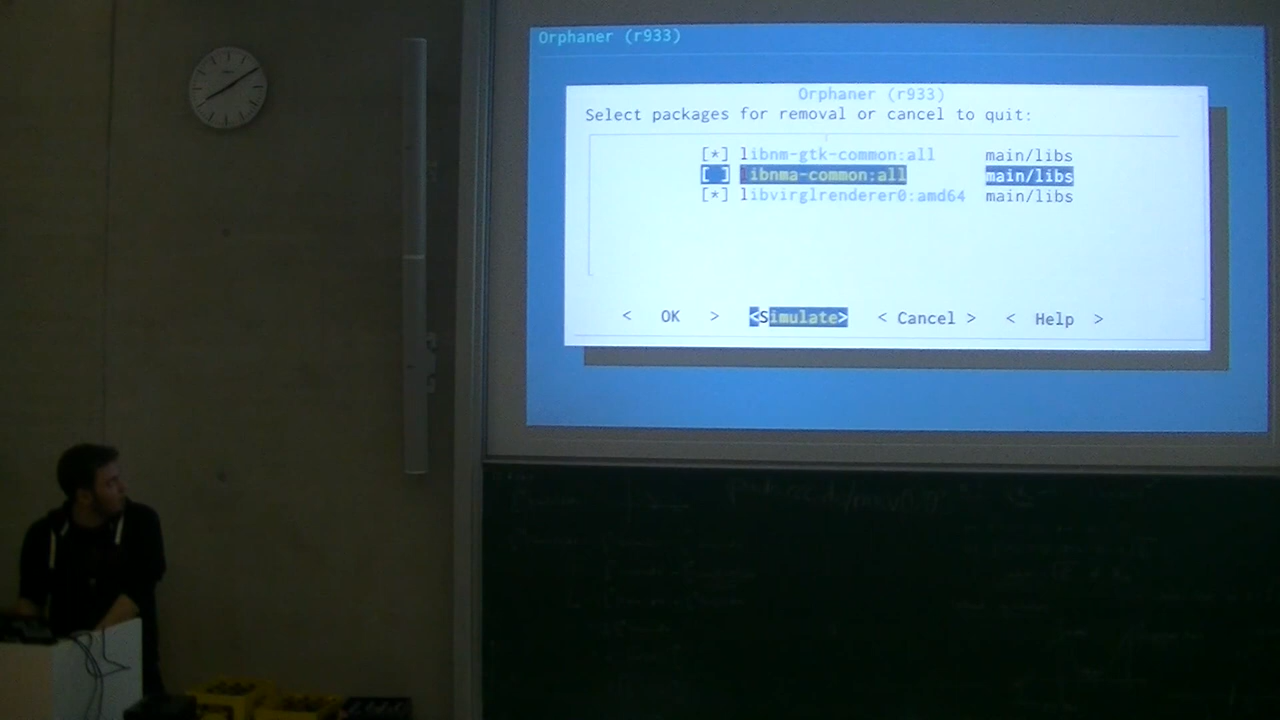 Orphaner (r933)
Orphaner (r933)
Select packages for removal or cancel to quit:
[*] libnm-gtk-common:all main/libs
[ ] libnma-common:all main/libs
[*] libvirglrenderer0:amd64 main/libs
< OK > <Simulate> < Cancel > < Help >